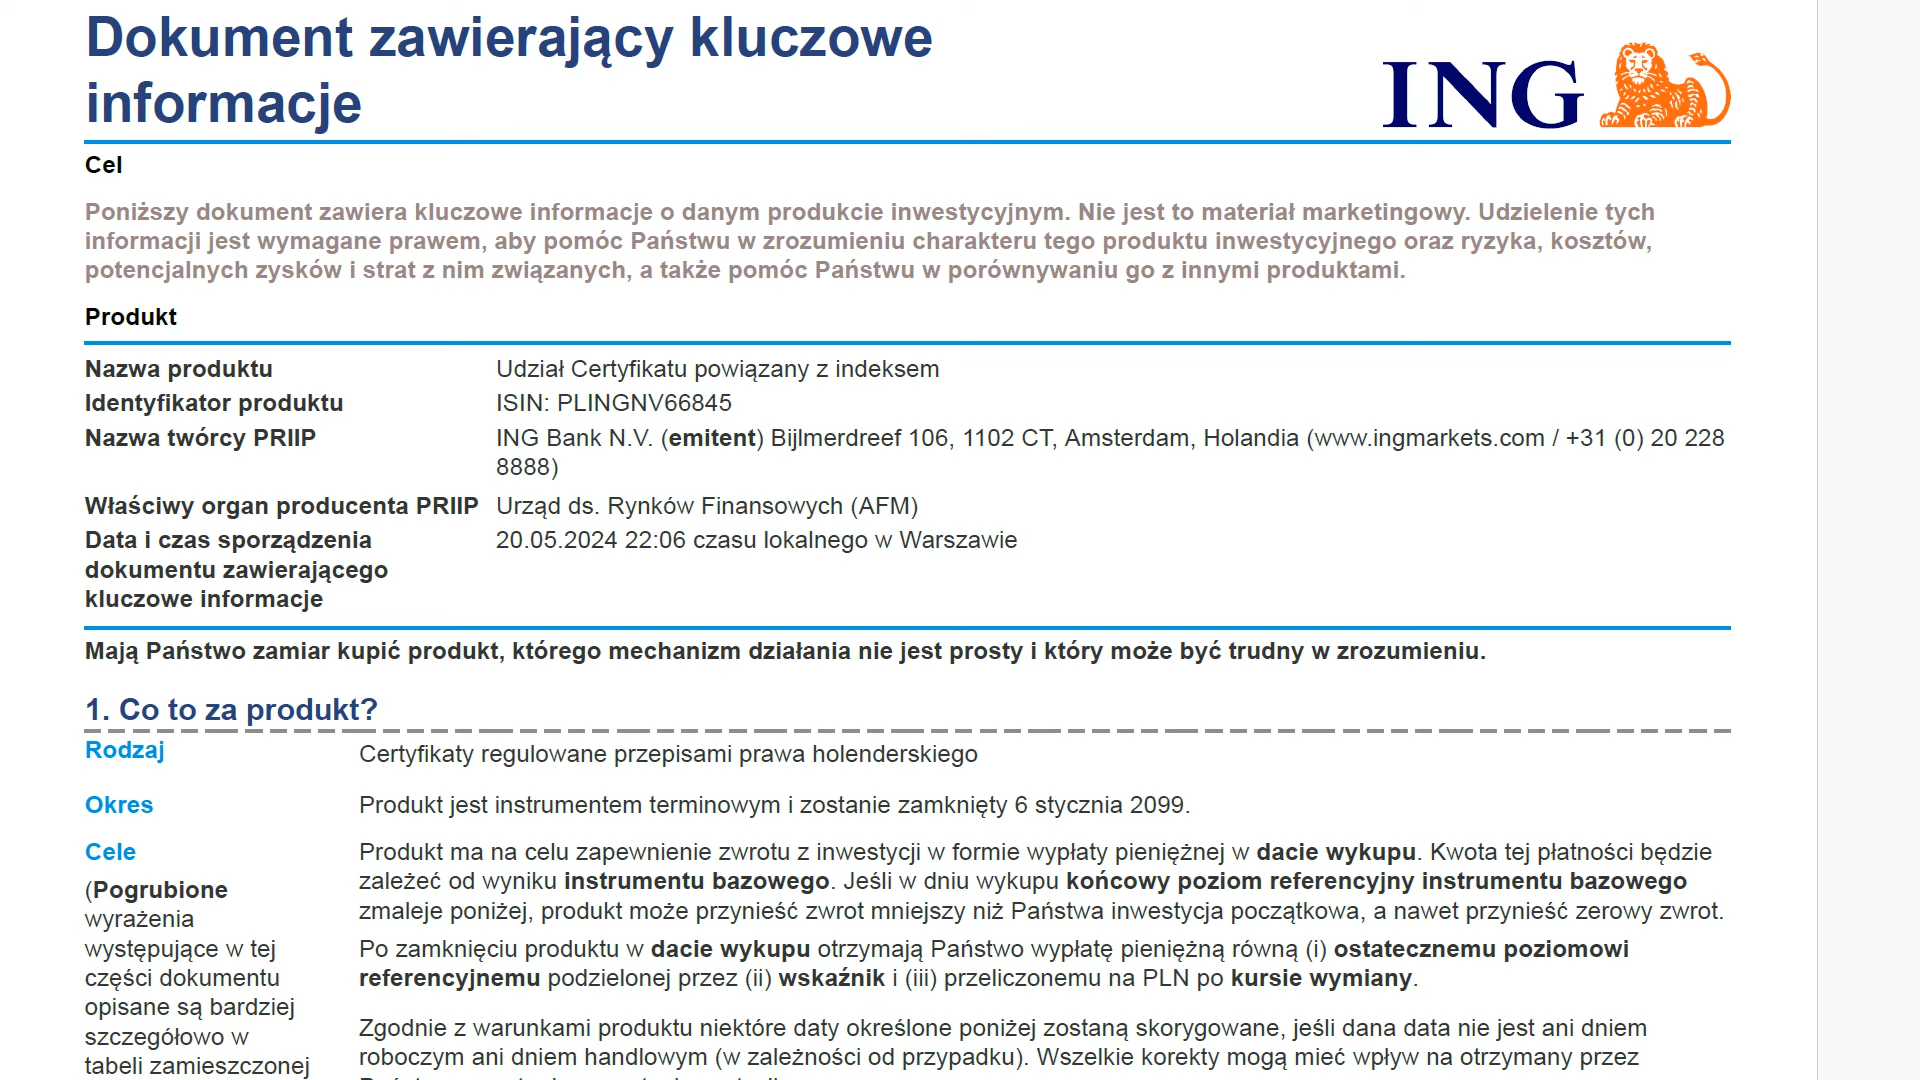 Dokument zawierający kluczowe
informacje
ING
Cel
Poniższy dokument zawiera kluczowe informacje o danym produkcie inwestycyjnym. Nie jest to materiał marketingowy. Udzielenie tych
informacji jest wymagane prawem, aby pomóc Państwu w zrozumieniu charakteru tego produktu inwestycyjnego oraz ryzyka, kosztów,
potencjalnych zysków i strat z nim związanych, a także pomóc Państwu w porównywaniu go z innymi produktami.
Produkt
Nazwa produktu Udział Certyfikatu powiązany z indeksem
Identyfikator produktu ISIN: PLINGNV66845
Nazwa twórcy PRIIP ING Bank N.V. (emitent) Bijlmerdreef 106, 1102 CT, Amsterdam, Holandia (www.ingmarkets.com / +31 (0) 20 228
8888)
Właściwy organ producenta PRIIP Urząd ds. Rynków Finansowych (AFM)
Data i czas sporządzenia 20.05.2024 22:06 czasu lokalnego w Warszawie
dokumentu zawierającego
kluczowe informacje
Mają Państwo zamiar kupić produkt, którego mechanizm działania nie jest prosty i który może być trudny w zrozumieniu.
1. Co to za produkt?
Rodzaj Certyfikaty regulowane przepisami prawa holenderskiego
Okres Produkt jest instrumentem terminowym i zostanie zamknięty 6 stycznia 2099.
Cele
(Pogrubione
wyrażenia
występujące w tej
części dokumentu
opisane są bardziej
szczegółowo w
tabeli zamieszczonej
Produkt ma na celu zapewnienie zwrotu z inwestycji w formie wypłaty pieniężnej w dacie wykupu. Kwota tej płatności będzie
zależeć od wyniku instrumentu bazowego. Jeśli w dniu wykupu końcowy poziom referencyjny instrumentu bazowego
zmaleje poniżej, produkt może przynieść zwrot mniejszy niż Państwa inwestycja początkowa, a nawet przynieść zerowy zwrot.
Po zamknięciu produktu w dacie wykupu otrzymają Państwo wypłatę pieniężną równą (i) ostatecznemu poziomowi
referencyjnemu podzielonej przez (ii) wskaźnik i (iii) przeliczonemu na PLN po kursie wymiany.
Zgodnie z warunkami produktu niektóre daty określone poniżej zostaną skorygowane, jeśli dana data nie jest ani dniem
roboczym ani dniem handlowym (w zależności od przypadku). Wszelkie korekty mogą mieć wpływ na otrzymany przez